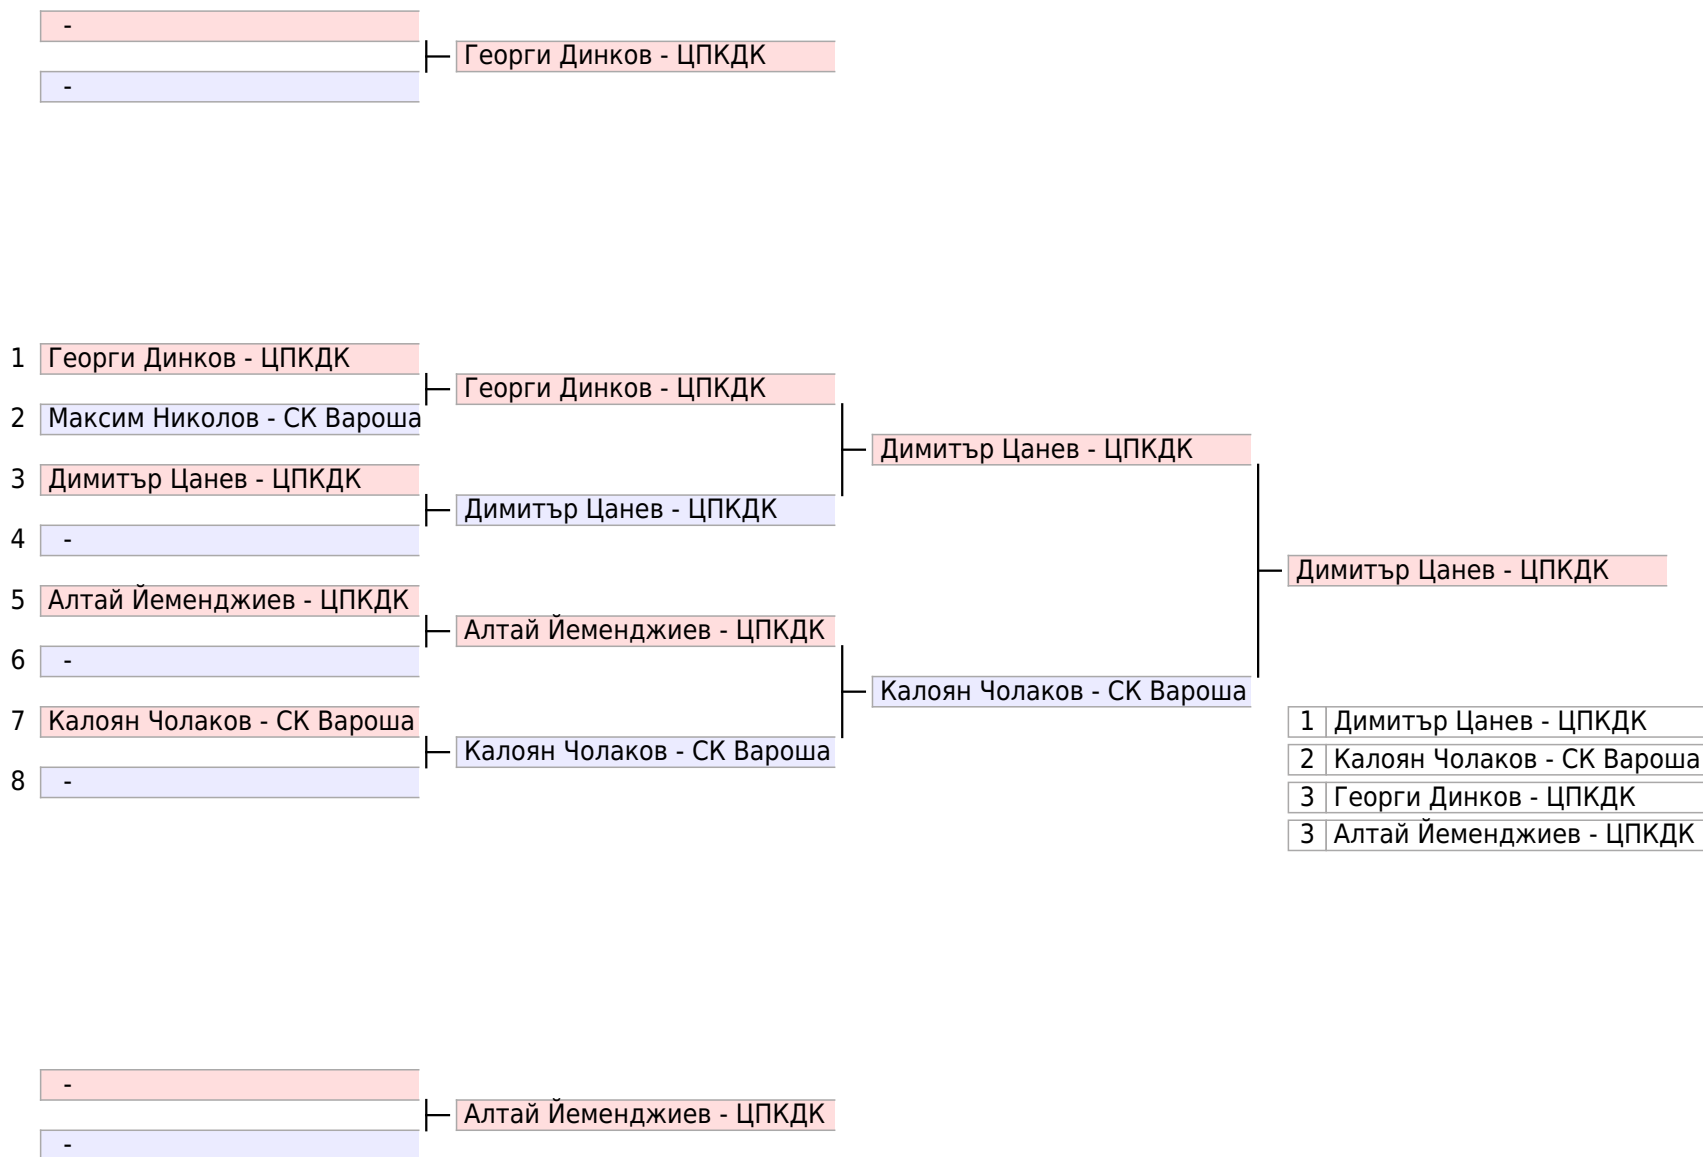 -
Георги Динков - ЦПКДК
-
1 Георги Динков - ЦПКДК
Георги Динков - ЦПКДК
2 Максим Николов - СК Вароша
Димитър Цанев - ЦПКДК
3 Димитър Цанев - ЦПКДК
Димитър Цанев - ЦПКДК
4 -
Димитър Цанев - ЦПКДК
5 Алтай Йеменджиев - ЦПКДК
Алтай Йеменджиев - ЦПКДК
6 -
Калоян Чолаков - СК Вароша
7 Калоян Чолаков - СК Вароша
1 Димитър Цанев - ЦПКДК
Калоян Чолаков - СК Вароша
2 Калоян Чолаков - СК Вароша
8 -
3 Георги Динков - ЦПКДК
3 Алтай Йеменджиев - ЦПКДК
-
Алтай Йеменджиев - ЦПКДК
-